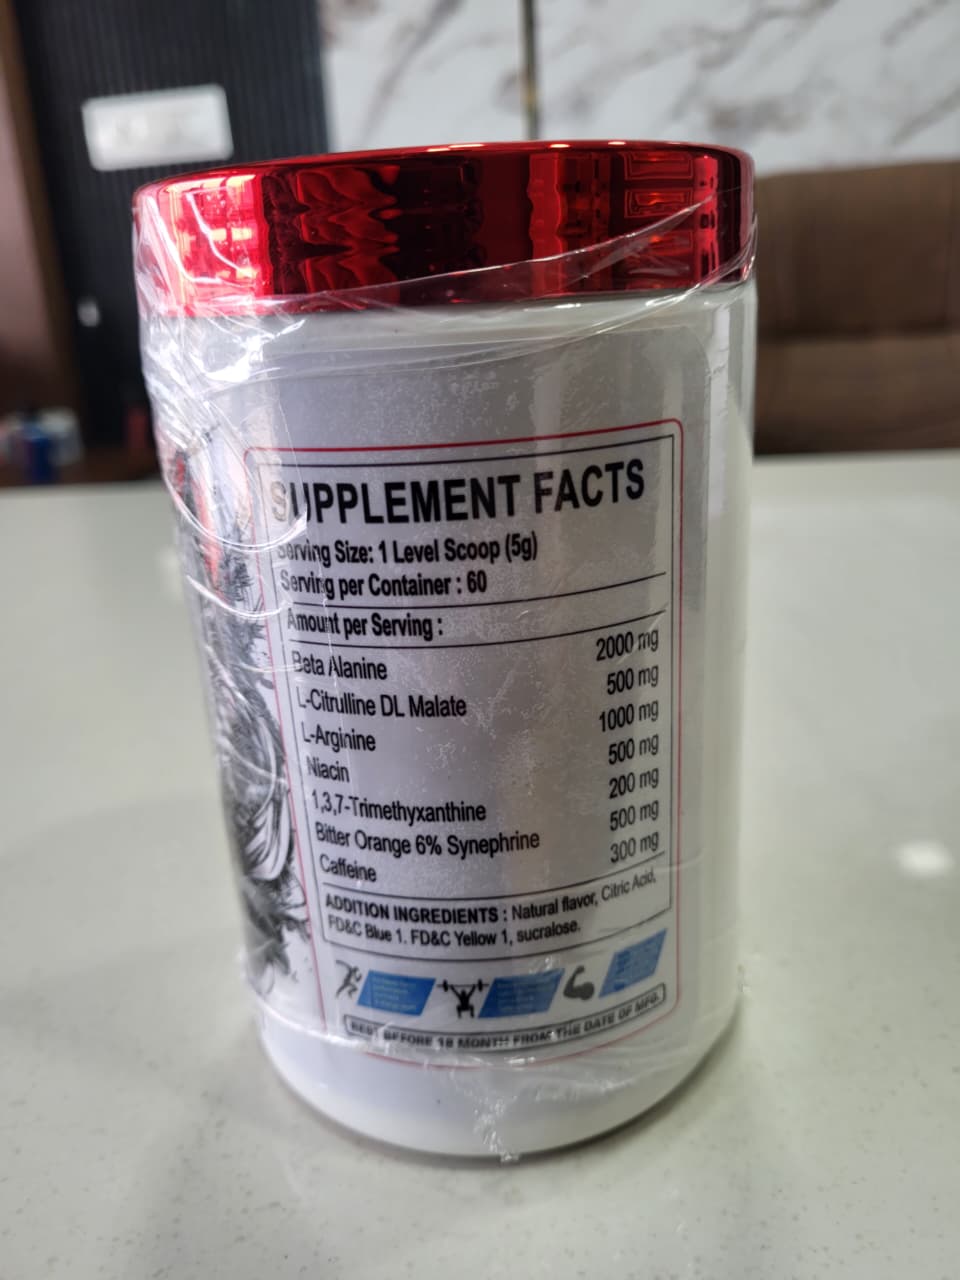 SUPPLEMENT FACTS
Serving Size: 1 Level Scoop (5g)
Serving per Container : 60
Amount per Serving :
Beta Alanine 2000 mg
L-Citrulline DL Malate 500 mg
L-Arginine 1000 mg
Niacin 500 mg
1,3,7-Trimethyxanthine 200 mg
Bitter Orange 6% Synephrine 500 mg
Caffeine 300 mg
ADDITION INGREDIENTS : Natural flavor, Citric Acid,
FD&C Blue 1. FD&C Yellow 1, sucralose.
BEST BEFORE 18 MONTH FROM THE DATE OF MFG.